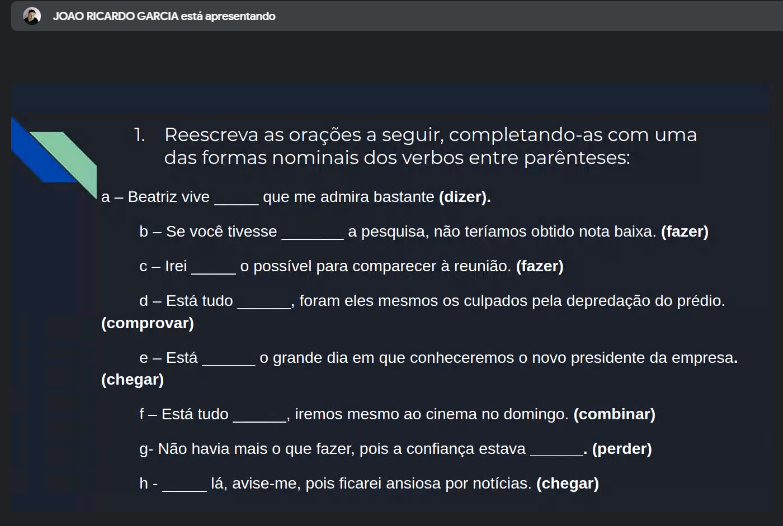 JOAO RICARDO GARCIA está apresentando
1. Reescreva as orações a seguir, completando-as com uma
das formas nominais dos verbos entre parênteses:
a – Beatriz vive _____ que me admira bastante (dizer).
b – Se você tivesse _______ a pesquisa, não teríamos obtido nota baixa. (fazer)
c – Irei _____ o possível para comparecer à reunião. (fazer)
d – Está tudo ______, foram eles mesmos os culpados pela depredação do prédio.
(comprovar)
e – Está ______ o grande dia em que conheceremos o novo presidente da empresa.
(chegar)
f – Está tudo ______, iremos mesmo ao cinema no domingo. (combinar)
g- Não havia mais o que fazer, pois a confiança estava ______. (perder)
h - _____ lá, avise-me, pois ficarei ansiosa por notícias. (chegar)